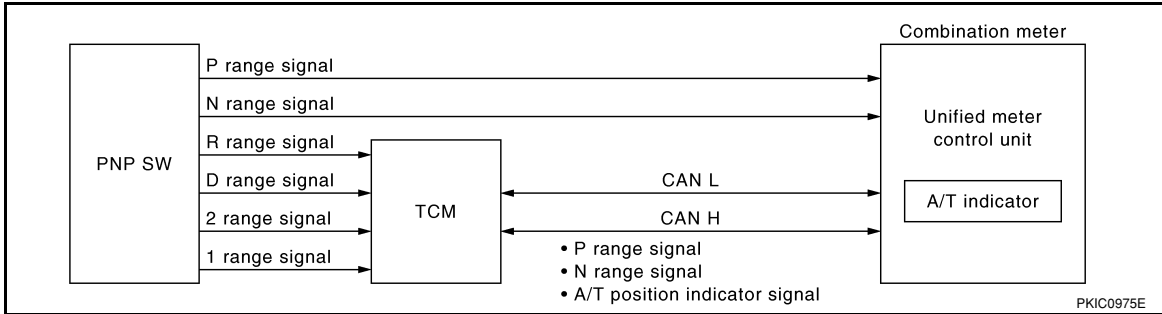 Combination meter
P range signal
N range signal
R range signal
D range signal
2 range signal
1 range signal
PNP SW
TCM
CAN L
CAN H
• P range signal
• N range signal
• A/T position indicator signal
Unified meter
control unit
A/T indicator
PKIC0975E